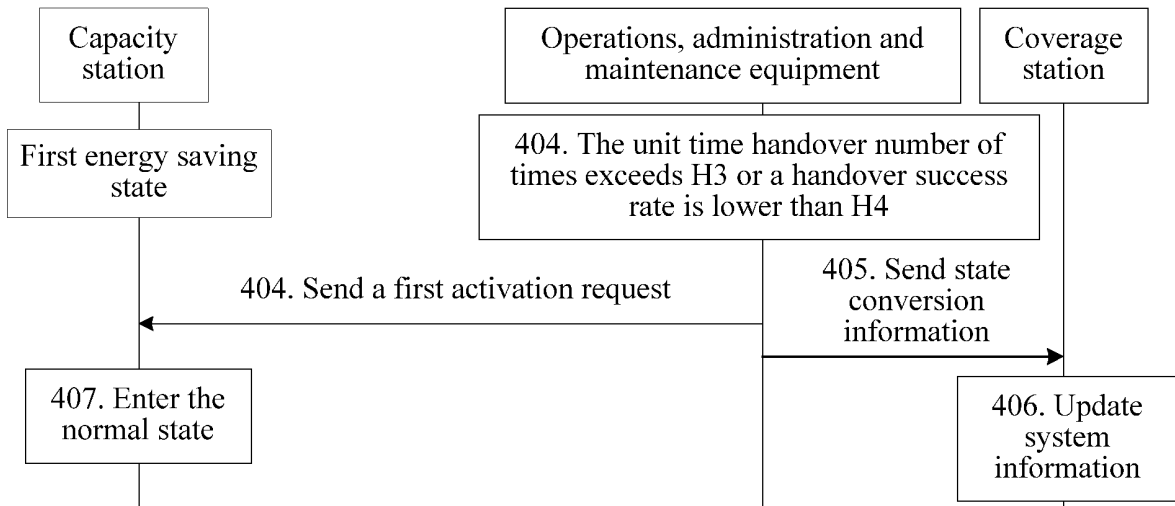 Capacity
station
Operations, administration and
maintenance equipment
Coverage
station
First energy saving
state
404. The unit time handover number of
times exceeds H3 or a handover success
rate is lower than H4
404. Send a first activation request
405. Send state
conversion
information
407. Enter the
normal state
406. Update
system
information